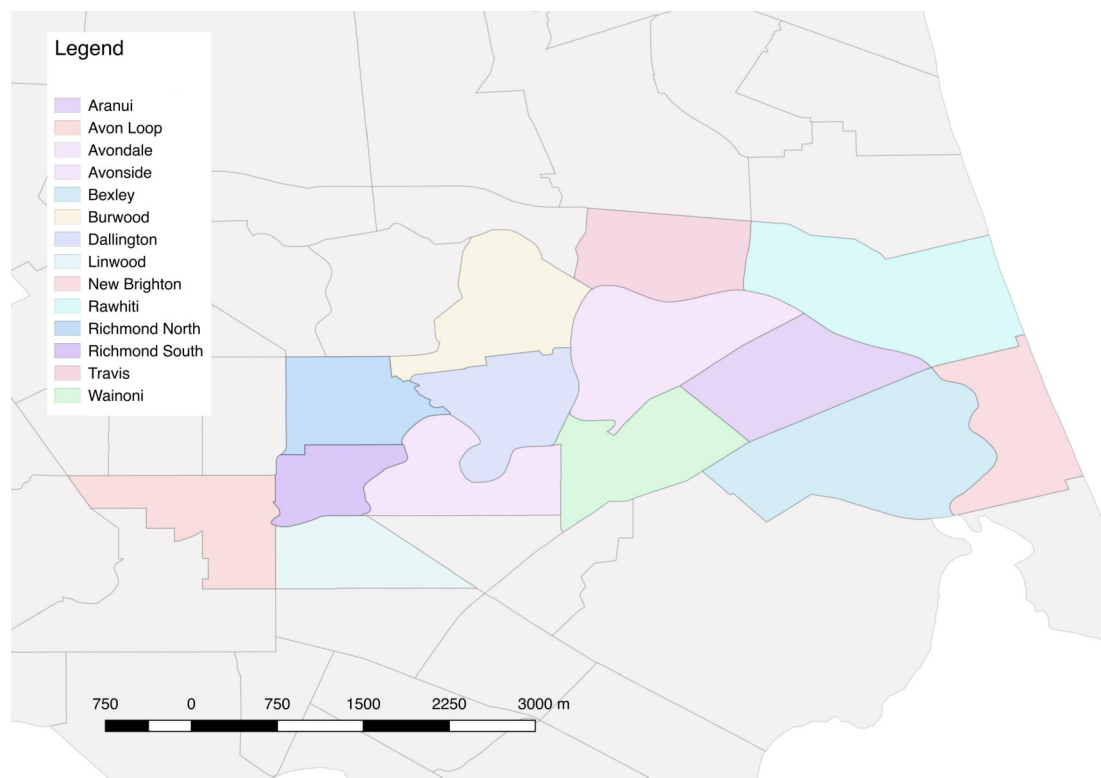 Legend
Aranui
Avon Loop
Avondale
Avonside
Bexley
Burwood
Dallington
Linwood
New Brighton
Rawhiti
Richmond North
Richmond South
Travis
Wainoni
750 0 750 1500 2250 3000 m